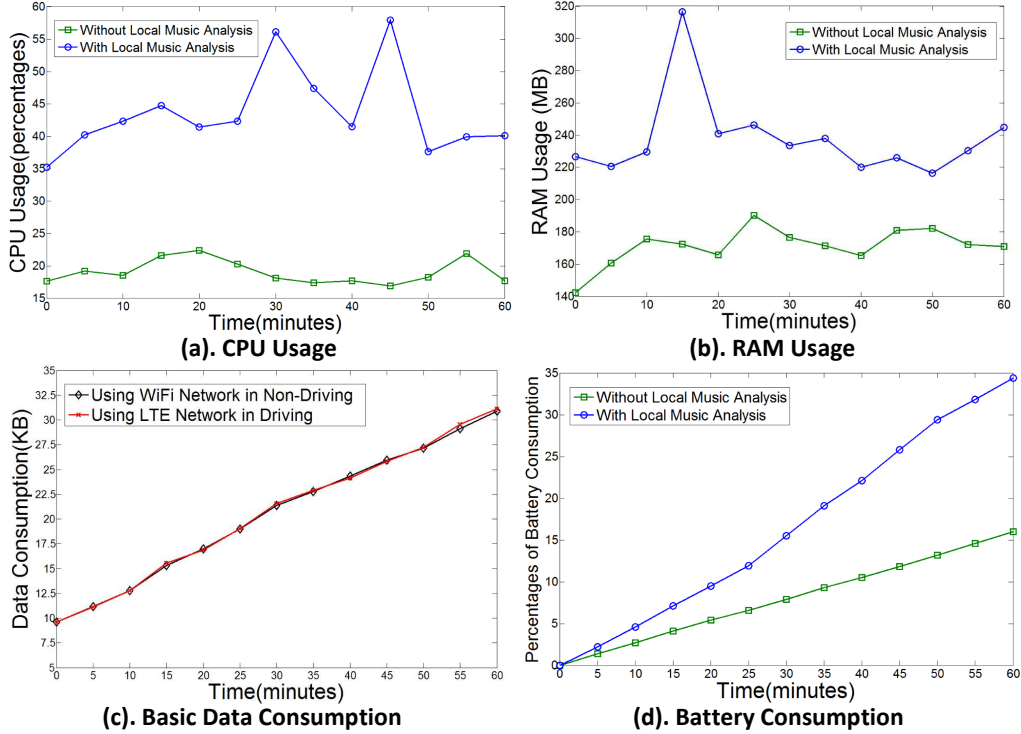 60
55
50
45
40
35
30
25
20
15
CPU Usage(percentages)
Without Local Music Analysis
With Local Music Analysis
0 10 20 30 40 50 60
Time(minutes)
(a). CPU Usage
320
300
280
260
240
220
200
180
160
140
RAM Usage (MB)
Without Local Music Analysis
With Local Music Analysis
0 10 20 30 40 50 60
Time(minutes)
(b). RAM Usage
35
32.5
30
27.5
25
22.5
20
17.5
15
12.5
10
7.5
5
Data Consumption(KB)
Using WiFi Network in Non-Driving
Using LTE Network in Driving
0 5 10 15 20 25 30 35 40 45 50 55 60
Time(minutes)
(c). Basic Data Consumption
35
30
25
20
15
10
5
0
Percentages of Battery Consumption
Without Local Music Analysis
With Local Music Analysis
0 5 10 15 20 25 30 35 40 45 50 55 60
Time(minutes)
(d). Battery Consumption